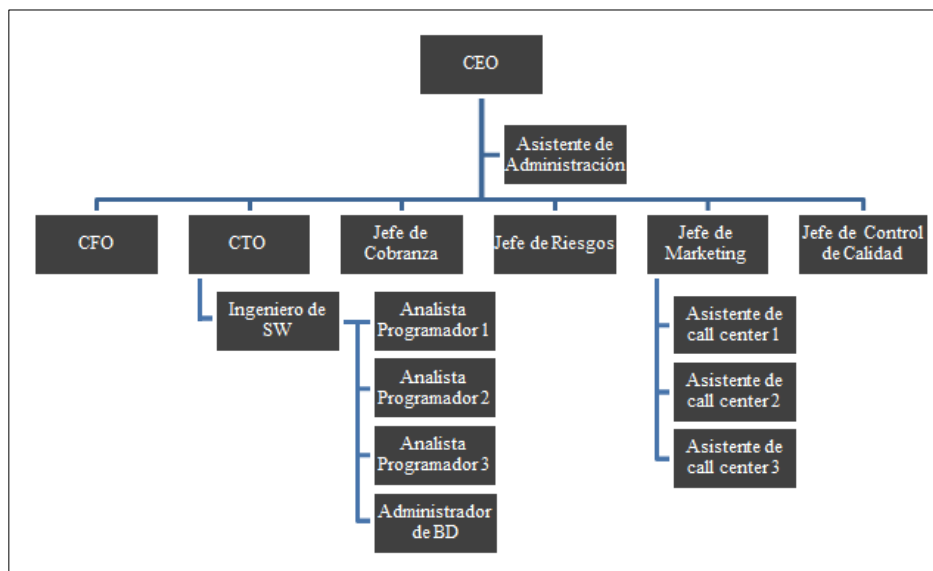 CEO
Asistente de
Administración
CFO
CTO
Jefe de
Cobranza
Jefe de Riesgos
Jefe de
Marketing
Jefe de Control
de Calidad
Ingeniero de
SW
Analista
Programador 1
Analista
Programador 2
Analista
Programador 3
Administrador
de BD
Asistente de
call center 1
Asistente de
call center 2
Asistente de
call center 3